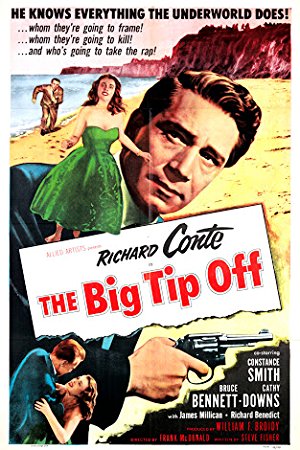 HE KNOWS EVERYTHING THE UNDERWORLD DOES!
...whom they're going to frame!
...whom they're going to kill!
...and who's going to take the rap!
ALLIED ARTISTS presents
RICHARD Conte
in
THE Big Tip Off
co-starring
CONSTANCE
SMITH
BRUCE
BENNETT-
CATHY
DOWNS
with James Millican · Richard Benedict
PRODUCED BY WILLIAM F. BROIDY
DIRECTED BY FRANK McDONALD · WRITTEN BY STEVE FISHER